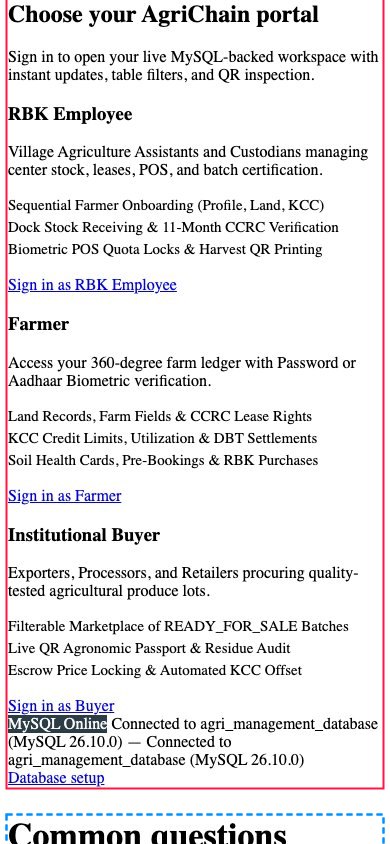 Choose your AgriChain portal
Sign in to open your live MySQL-backed workspace with
instant updates, table filters, and QR inspection.
RBK Employee
Village Agriculture Assistants and Custodians managing
center stock, leases, POS, and batch certification.
Sequential Farmer Onboarding (Profile, Land, KCC)
Dock Stock Receiving & 11-Month CCRC Verification
Biometric POS Quota Locks & Harvest QR Printing
Sign in as RBK Employee
Farmer
Access your 360-degree farm ledger with Password or
Aadhaar Biometric verification.
Land Records, Farm Fields & CCRC Lease Rights
KCC Credit Limits, Utilization & DBT Settlements
Soil Health Cards, Pre-Bookings & RBK Purchases
Sign in as Farmer
Institutional Buyer
Exporters, Processors, and Retailers procuring quality-
tested agricultural produce lots.
Filterable Marketplace of READY_FOR_SALE Batches
Live QR Agronomic Passport & Residue Audit
Escrow Price Locking & Automated KCC Offset
Sign in as Buyer
MySQL Online Connected to agri_management_database
(MySQL 26.10.0) — Connected to
agri_management_database (MySQL 26.10.0)
Database setup
Common questions